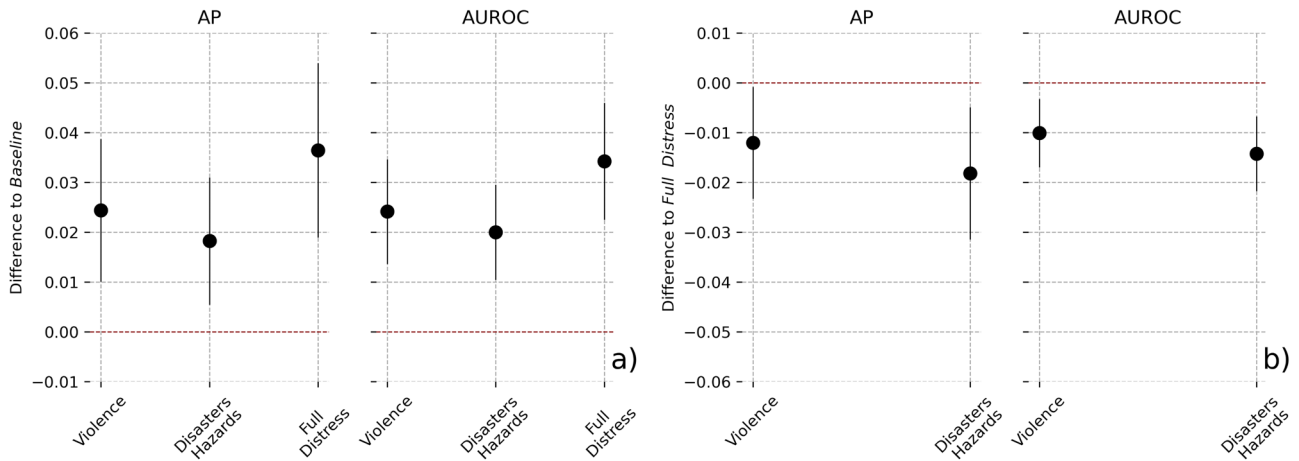 AP
AUROC
Difference to Baseline
0.06
0.05
0.04
0.03
0.02
0.01
0.00
−0.01
Violence
Disasters
Hazards
Full
Distress
Violence
Disasters
Hazards
Full
Distress
a)
AP
AUROC
Difference to Full Distress
0.01
0.00
−0.01
−0.02
−0.03
−0.04
−0.05
−0.06
Violence
Disasters
Hazards
Violence
Disasters
Hazards
b)